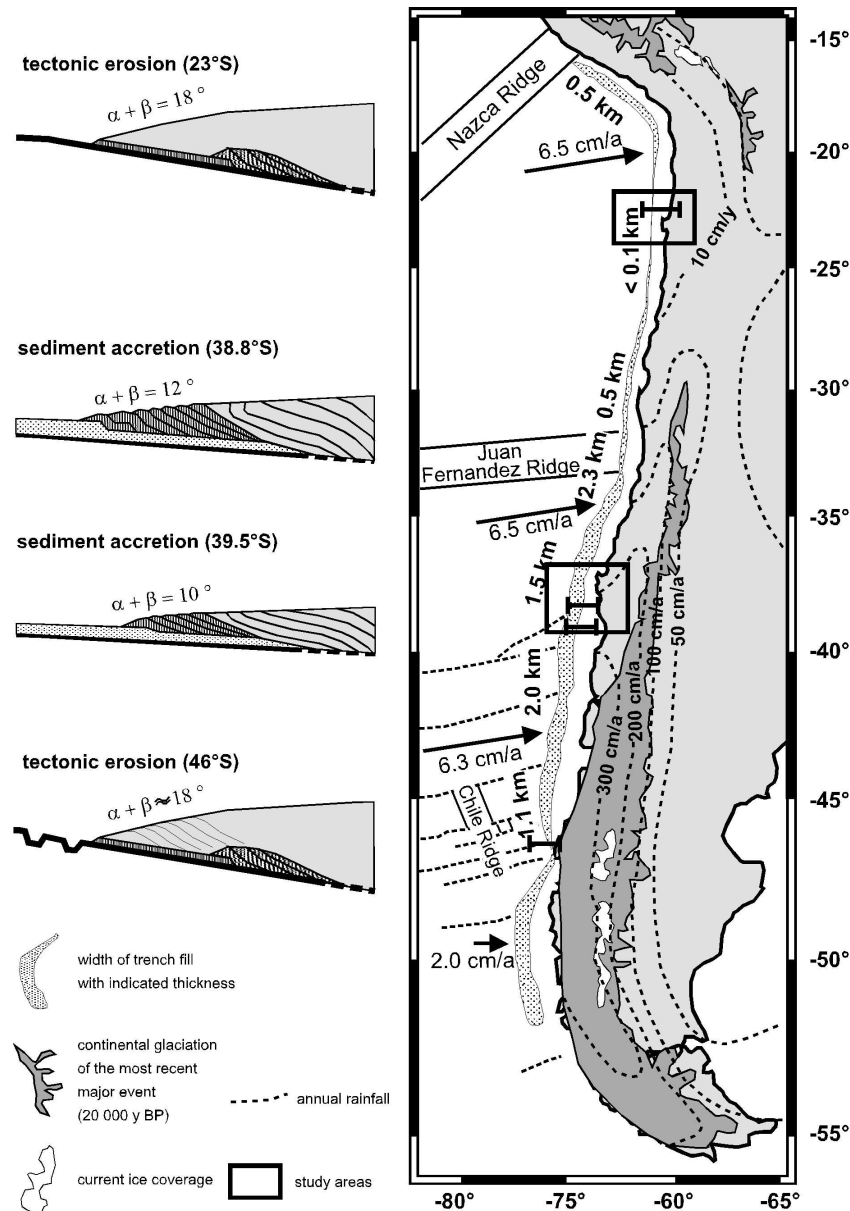 tectonic erosion (23°S)
α + β = 18 °
sediment accretion (38.8°S)
α + β = 12 °
sediment accretion (39.5°S)
α + β = 10 °
tectonic erosion (46°S)
α + β ≈ 18 °
width of trench fill
with indicated thickness
continental glaciation
of the most recent
major event
(20 000 y BP)
annual rainfall
current ice coverage
study areas
Nazca Ridge
0.5 km
6.5 cm/a
< 0.1 km
10 cm/y
0.5 km
Juan
Fernandez Ridge
2.3 km
6.5 cm/a
1.5 km
2.0 km
50 cm/a
100 cm/a
200 cm/a
300 cm/a
6.3 cm/a
Chile Ridge
1.1 km
2.0 cm/a
-15°
-20°
-25°
-30°
-35°
-40°
-45°
-50°
-55°
-80°
-75°
-60°
-65°